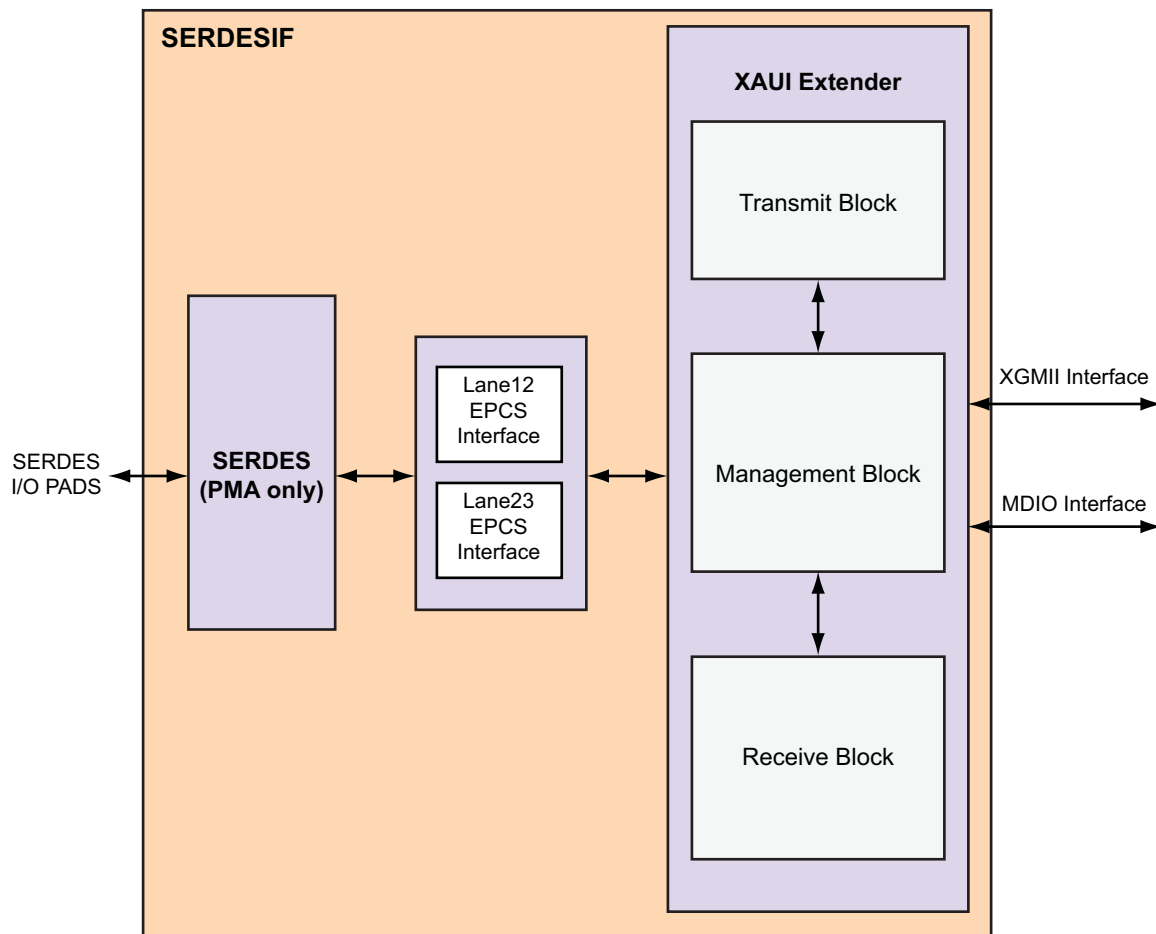 SERDESIF
XAUI Extender
Transmit Block
XGMII Interface
Lane12
EPCS
Interface
SERDES
I/O PADS
SERDES
(PMA only)
Management Block
Lane23
EPCS
Interface
MDIO Interface
Receive Block